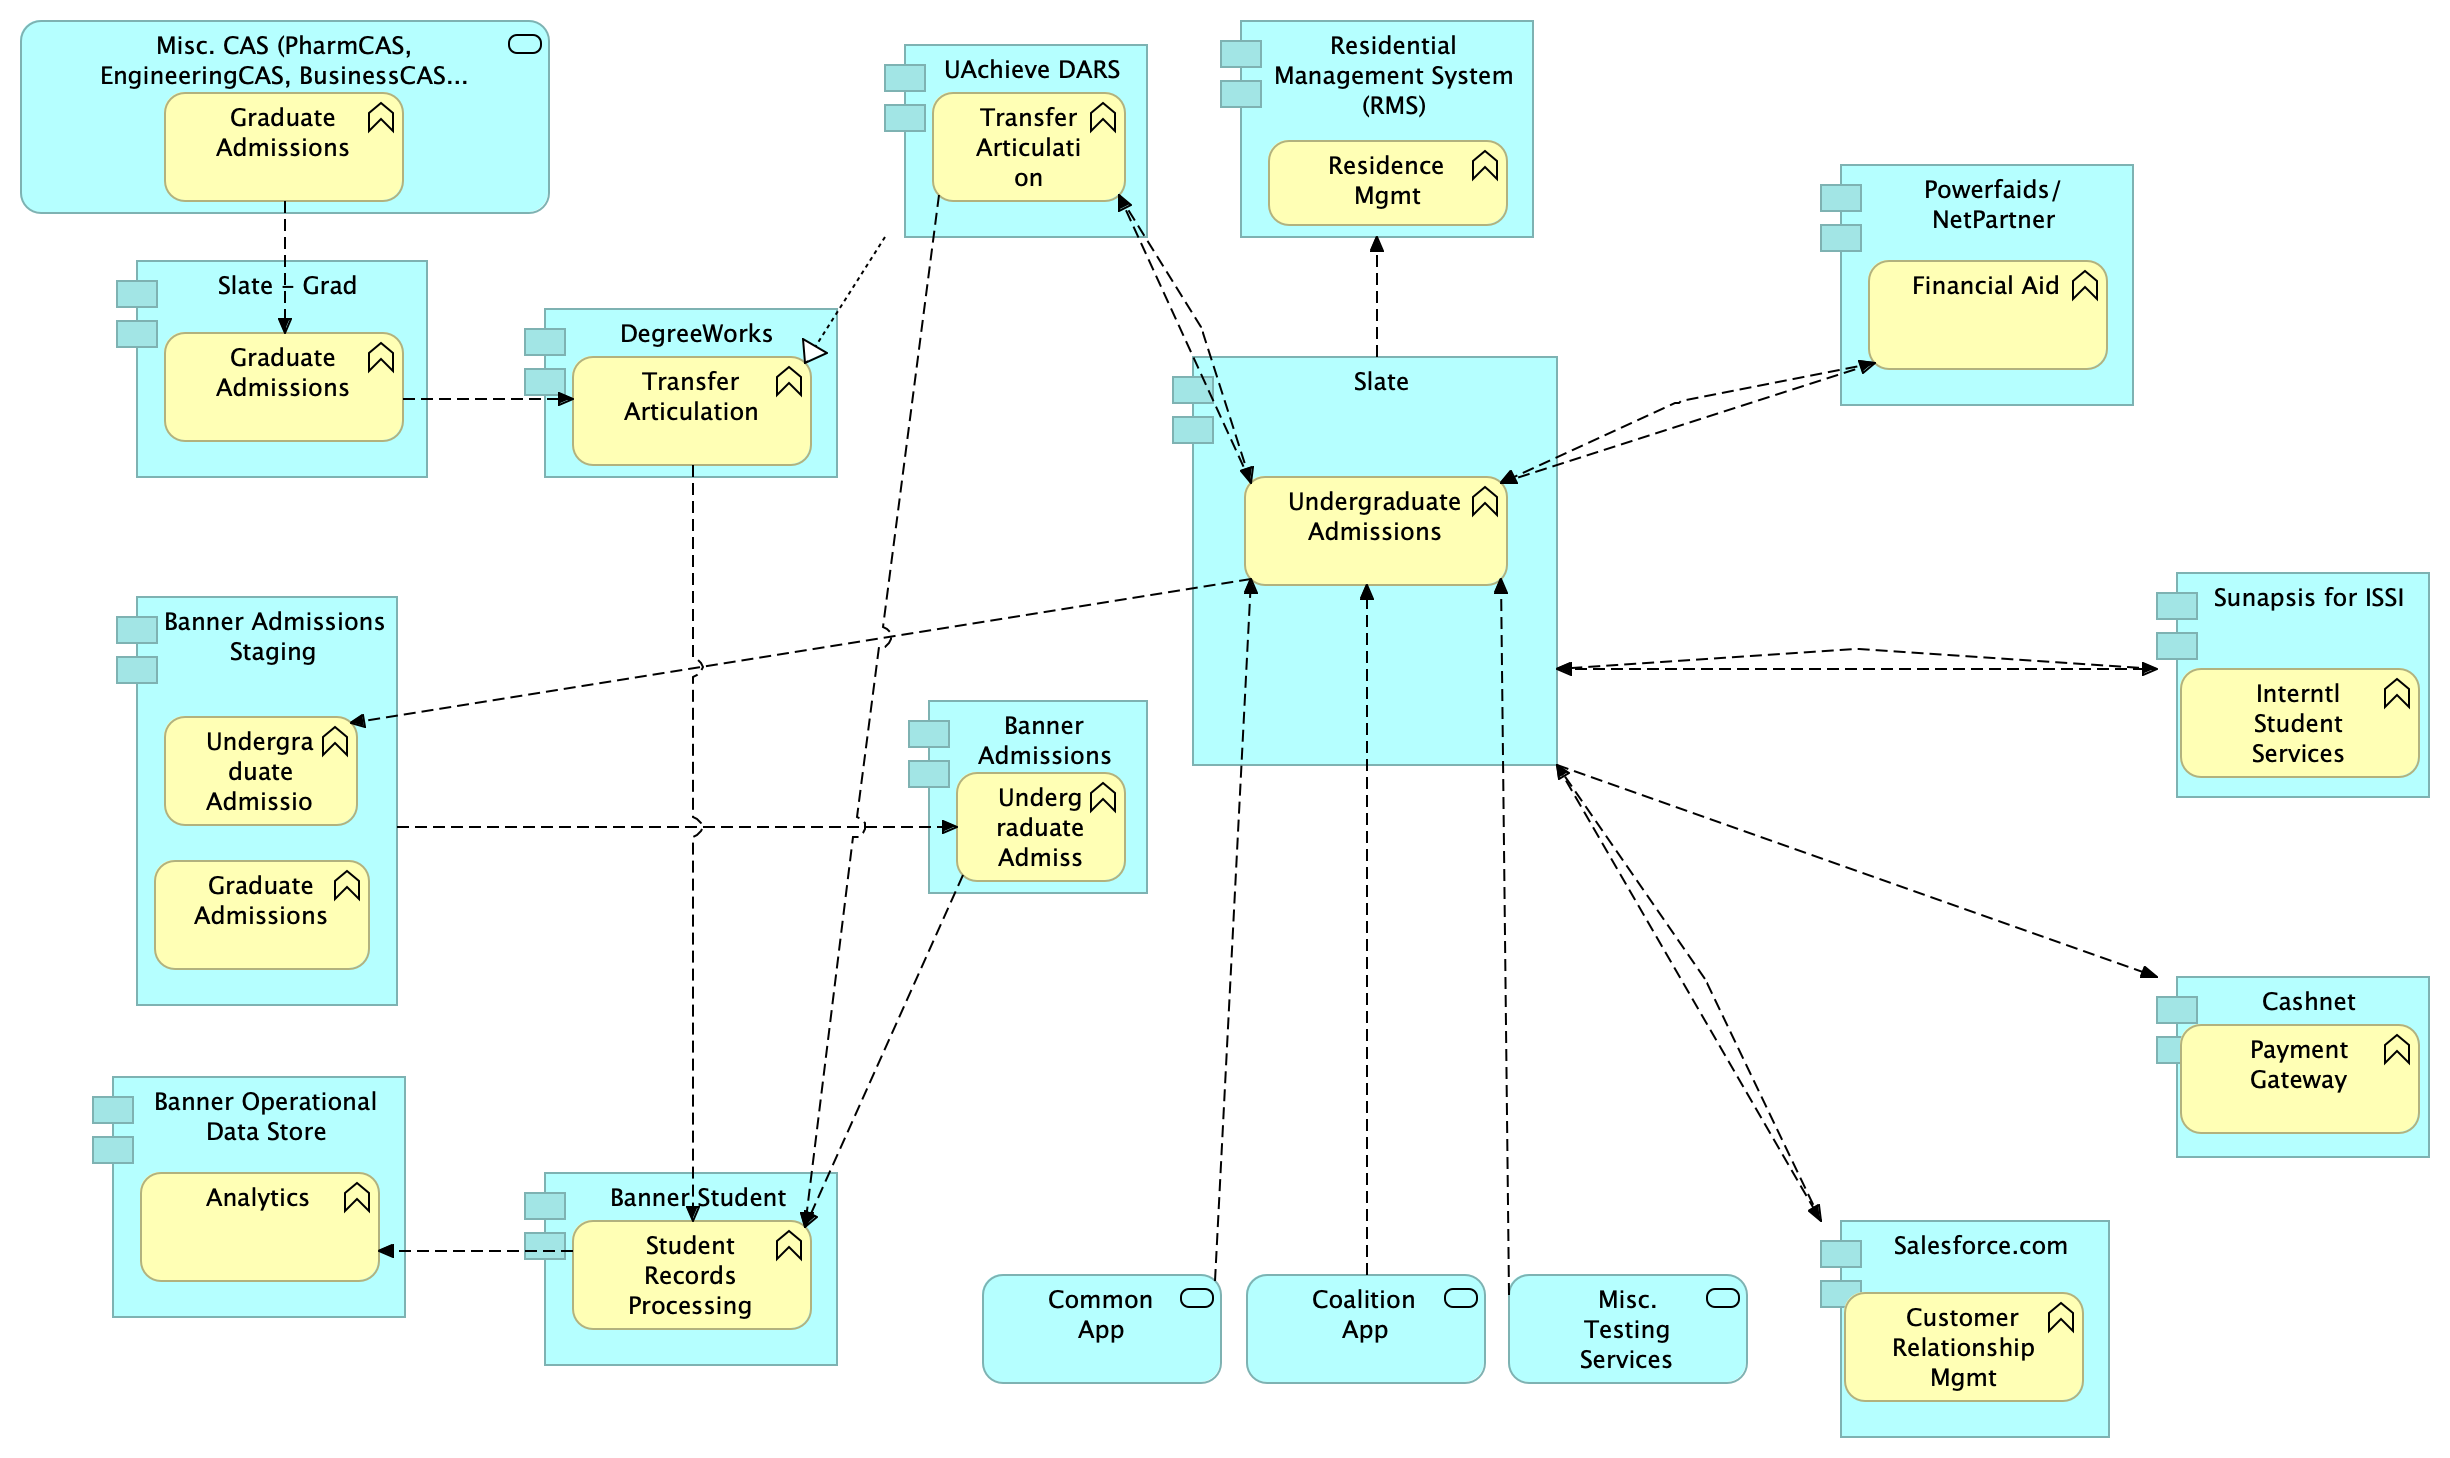 Misc. CAS (PharmCAS,
EngineeringCAS, BusinessCAS...
Graduate
Admissions
UAchieve DARS
Transfer
Articulati
on
Residential
Management System
(RMS)
Residence
Mgmt
Powerfaids/
NetPartner
Financial Aid
Slate - Grad
Graduate
Admissions
DegreeWorks
Transfer
Articulation
Slate
Undergraduate
Admissions
Banner Admissions
Staging
Undergra
duate
Admissio
Graduate
Admissions
Banner
Admissions
Underg
raduate
Admiss
Sunapsis for ISSI
Interntl
Student
Services
Cashnet
Payment
Gateway
Banner Operational
Data Store
Analytics
Banner Student
Student
Records
Processing
Common
App
Coalition
App
Misc.
Testing
Services
Salesforce.com
Customer
Relationship
Mgmt